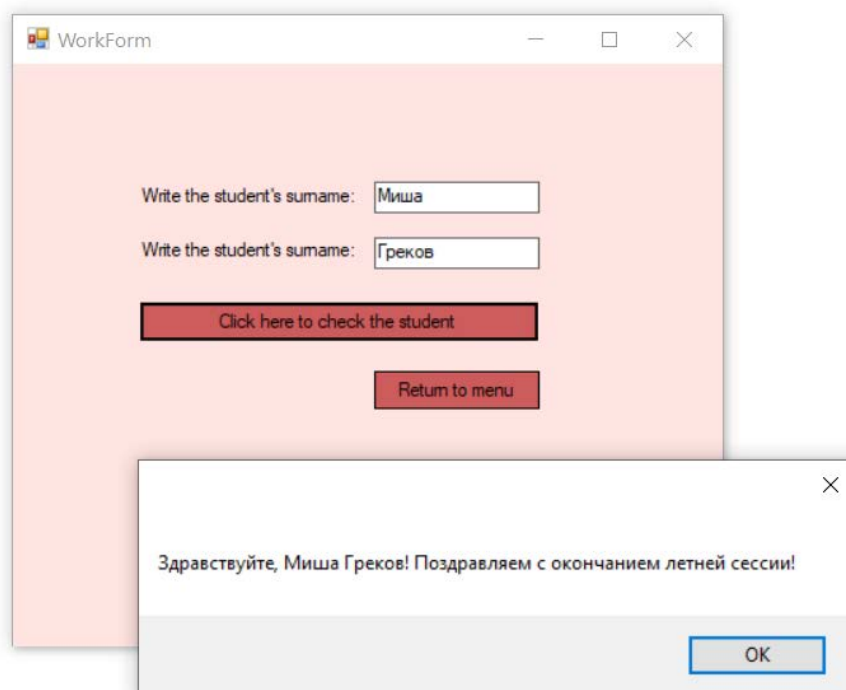 WorkForm
Write the student's surname: Миша
Write the student's surname: Греков
Click here to check the student
Return to menu
Здравствуйте, Миша Греков! Поздравляем с окончанием летней сессии!
OK